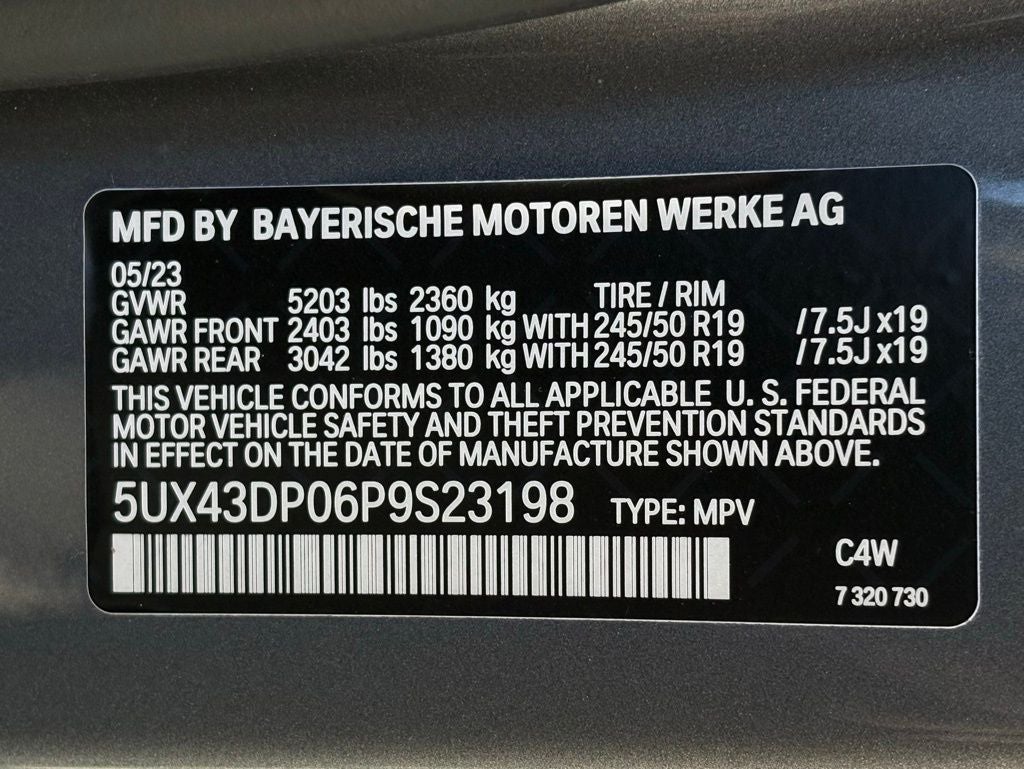 MFD BY BAYERISCHE MOTOREN WERKE AG
05/23
GVWR 5203 lbs 2360 kg TIRE / RIM
GAWR FRONT 2403 lbs 1090 kg WITH 245/50 R19 / 7.5J x19
GAWR REAR 3042 lbs 1380 kg WITH 245/50 R19 / 7.5J x19
THIS VEHICLE CONFORMS TO ALL APPLICABLE U. S. FEDERAL
MOTOR VEHICLE SAFETY AND THEFT PREVENTION STANDARDS
IN EFFECT ON THE DATE OF MANUFACTURE SHOWN ABOVE.
5UX43DP06P9S23198 TYPE: MPV
C4W
7 320 730